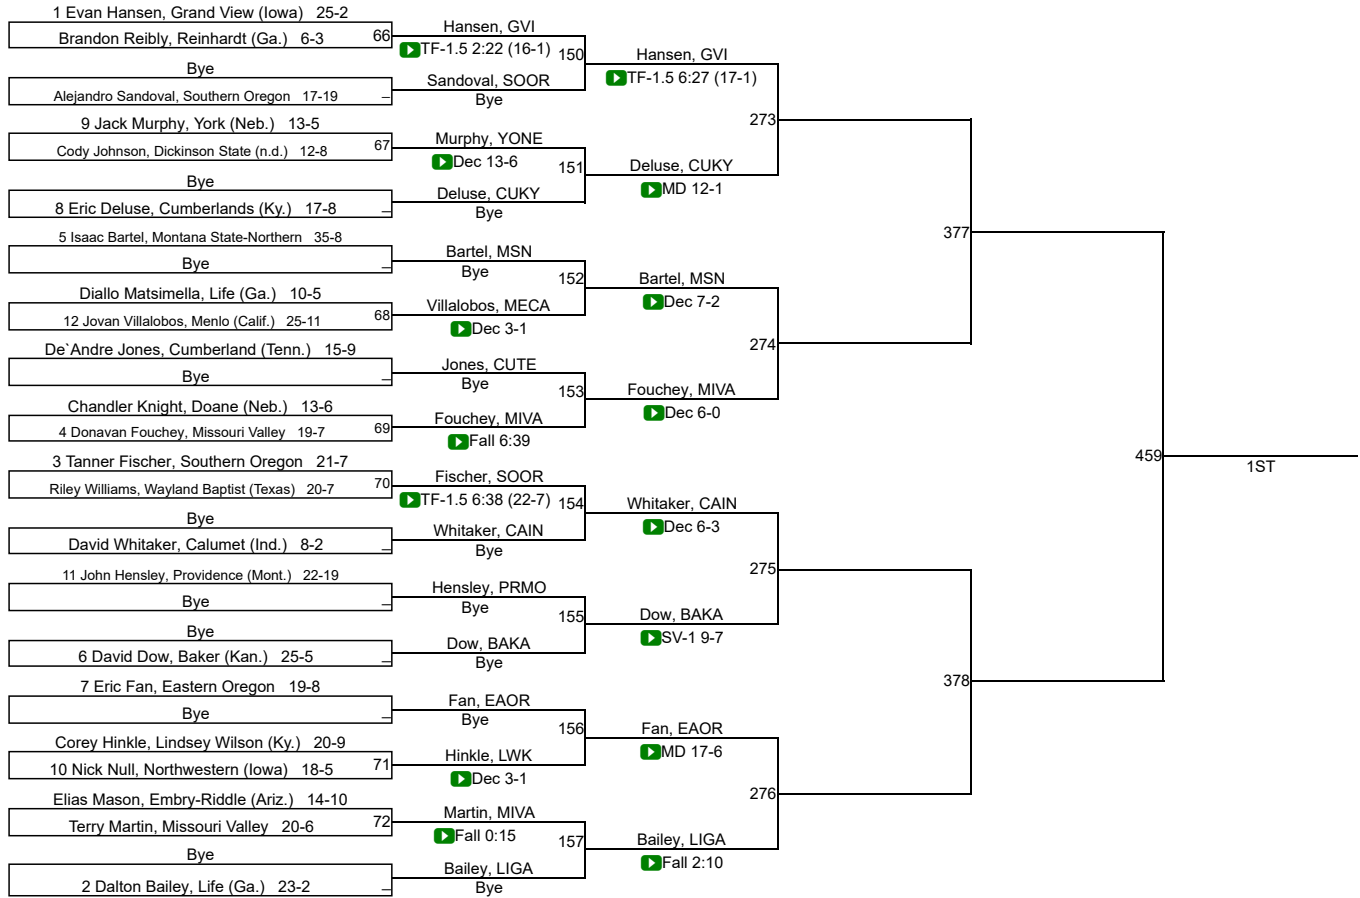 1 Evan Hansen, Grand View (Iowa) 25-2
Brandon Reibly, Reinhardt (Ga.) 6-3
66
Bye
Alejandro Sandoval, Southern Oregon 17-19
_
9 Jack Murphy, York (Neb.) 13-5
Cody Johnson, Dickinson State (n.d.) 12-8
67
Bye
8 Eric Deluse, Cumberlands (Ky.) 17-8
_
5 Isaac Bartel, Montana State-Northern 35-8
Bye
_
Diallo Matsimella, Life (Ga.) 10-5
12 Jovan Villalobos, Menlo (Calif.) 25-11
68
De`Andre Jones, Cumberland (Tenn.) 15-9
Bye
_
Chandler Knight, Doane (Neb.) 13-6
4 Donavan Fouchey, Missouri Valley 19-7
69
3 Tanner Fischer, Southern Oregon 21-7
Riley Williams, Wayland Baptist (Texas) 20-7
70
Bye
David Whitaker, Calumet (Ind.) 8-2
_
11 John Hensley, Providence (Mont.) 22-19
Bye
_
Bye
6 David Dow, Baker (Kan.) 25-5
_
7 Eric Fan, Eastern Oregon 19-8
Bye
_
Corey Hinkle, Lindsey Wilson (Ky.) 20-9
10 Nick Null, Northwestern (Iowa) 18-5
71
Elias Mason, Embry-Riddle (Ariz.) 14-10
Terry Martin, Missouri Valley 20-6
72
Bye
2 Dalton Bailey, Life (Ga.) 23-2
_
Hansen, GVI
TF-1.5 2:22 (16-1)
150
Sandoval, SOOR
Bye
Murphy, YONE
Dec 13-6
151
Deluse, CUKY
Bye
Bartel, MSN
Bye
152
Villalobos, MECA
Dec 3-1
Jones, CUTE
Bye
153
Fouchey, MIVA
Fall 6:39
Fischer, SOOR
TF-1.5 6:38 (22-7)
154
Whitaker, CAIN
Bye
Hensley, PRMO
Bye
155
Dow, BAKA
Bye
Fan, EAOR
Bye
156
Hinkle, LWK
Dec 3-1
Martin, MIVA
Fall 0:15
157
Bailey, LIGA
Bye
Hansen, GVI
TF-1.5 6:27 (17-1)
273
Deluse, CUKY
MD 12-1
Bartel, MSN
Dec 7-2
274
Fouchey, MIVA
Dec 6-0
Whitaker, CAIN
Dec 6-3
275
Dow, BAKA
SV-1 9-7
Fan, EAOR
MD 17-6
276
Bailey, LIGA
Fall 2:10
377
378
459
1ST